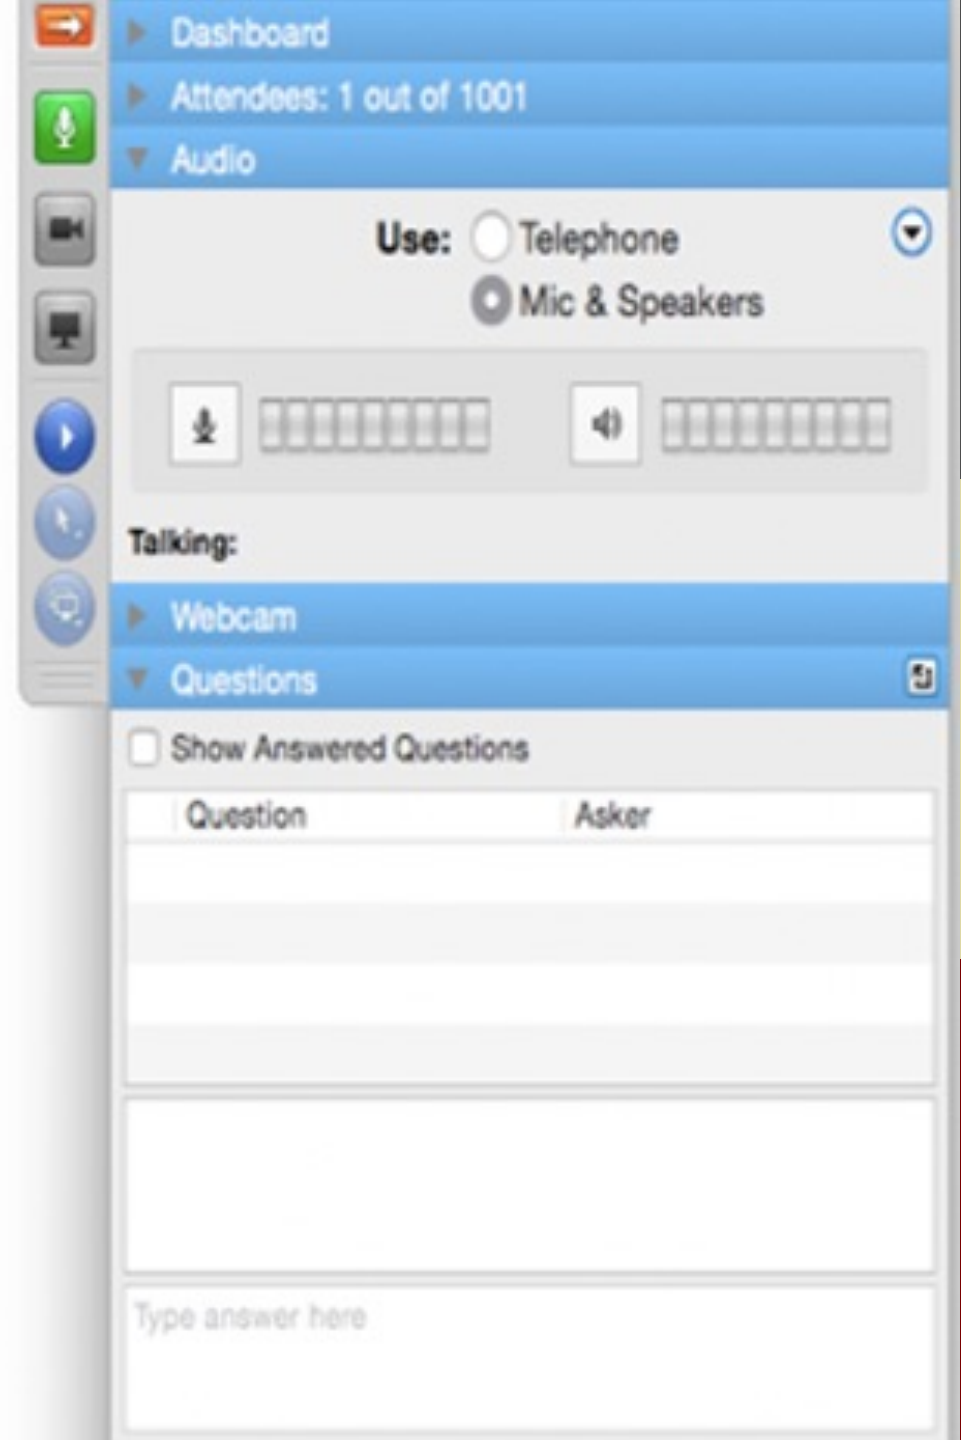 Dashboard
Attendees: 1 out of 1001
Audio
Use: Telephone
Mic & Speakers
Talking:
Webcam
Questions
Show Answered Questions
Question Asker
Type answer here